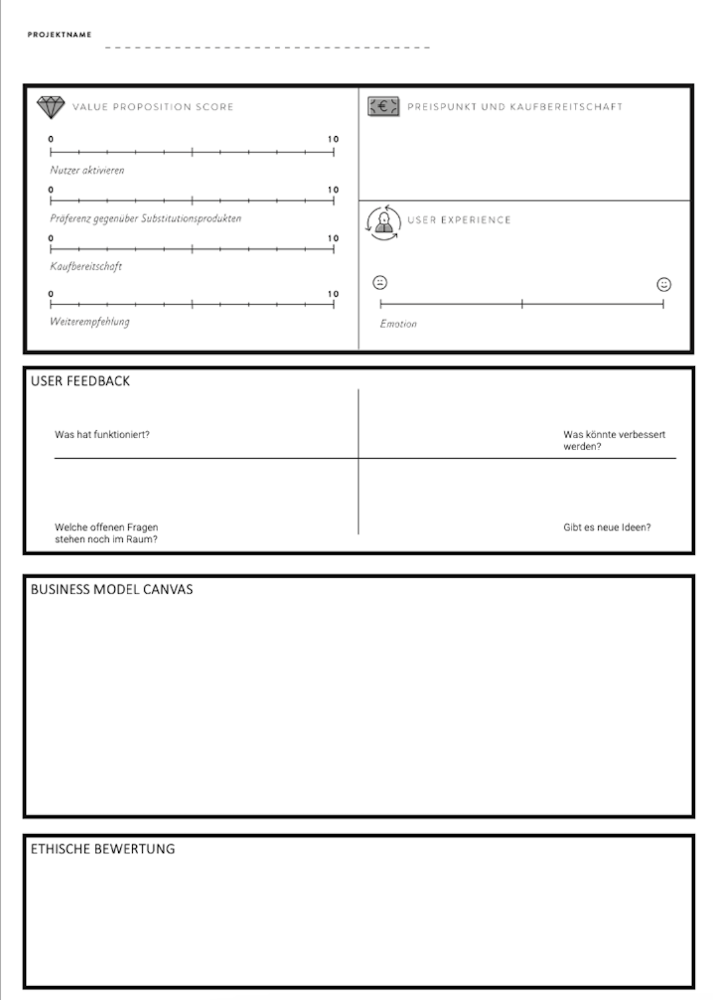 PROJEKTNAME
VALUE PROPOSITION SCORE
0 10
Nutzer aktivieren
0 10
Präferenz gegenüber Substitutionsprodukten
0 10
Kaufbereitschaft
0 10
Weiterempfehlung
€ PREISPUNKT UND KAUFBEREITSCHAFT
USER EXPERIENCE
Emotion
USER FEEDBACK
Was hat funktioniert?
Was könnte verbessert
werden?
Welche offenen Fragen
stehen noch im Raum?
Gibt es neue Ideen?
BUSINESS MODEL CANVAS
ETHISCHE BEWERTUNG